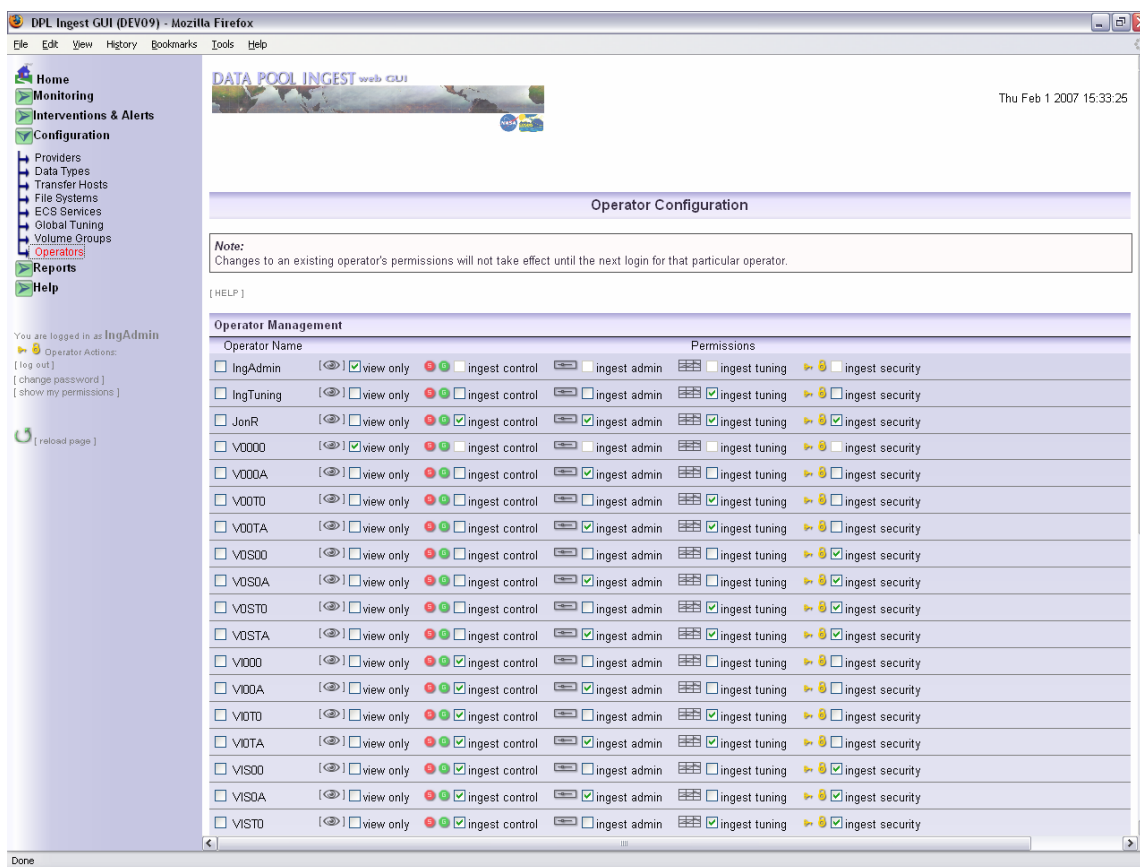 DPL Ingest GUI (DEV09) - Mozilla Firefox
File Edit View History Bookmarks Tools Help
Home
Monitoring
Interventions & Alerts
Configuration
Providers
Data Types
Transfer Hosts
File Systems
ECS Services
Global Tuning
Volume Groups
Operators
Reports
Help
You are logged in as IngAdmin
Operator Actions:
[ log out ]
[ change password ]
[ show my permissions ]
[ reload page ]
DATA POOL INGEST web GUI
NASA
Thu Feb 1 2007 15:33:25
Operator Configuration
Note:
Changes to an existing operator's permissions will not take effect until the next login for that particular operator.
[ HELP ]
Operator Management
Operator Name Permissions
IngAdmin view only S G ingest control ingest admin ingest tuning ingest security
IngTuning view only S G ingest control ingest admin ingest tuning ingest security
JonR view only S G ingest control ingest admin ingest tuning ingest security
V0000 view only S G ingest control ingest admin ingest tuning ingest security
V000A view only S G ingest control ingest admin ingest tuning ingest security
V00T0 view only S G ingest control ingest admin ingest tuning ingest security
V00TA view only S G ingest control ingest admin ingest tuning ingest security
V0S00 view only S G ingest control ingest admin ingest tuning ingest security
V0S0A view only S G ingest control ingest admin ingest tuning ingest security
V0ST0 view only S G ingest control ingest admin ingest tuning ingest security
V0STA view only S G ingest control ingest admin ingest tuning ingest security
VI000 view only S G ingest control ingest admin ingest tuning ingest security
VI00A view only S G ingest control ingest admin ingest tuning ingest security
VI0T0 view only S G ingest control ingest admin ingest tuning ingest security
VI0TA view only S G ingest control ingest admin ingest tuning ingest security
VIS00 view only S G ingest control ingest admin ingest tuning ingest security
VIS0A view only S G ingest control ingest admin ingest tuning ingest security
VIST0 view only S G ingest control ingest admin ingest tuning ingest security
Done